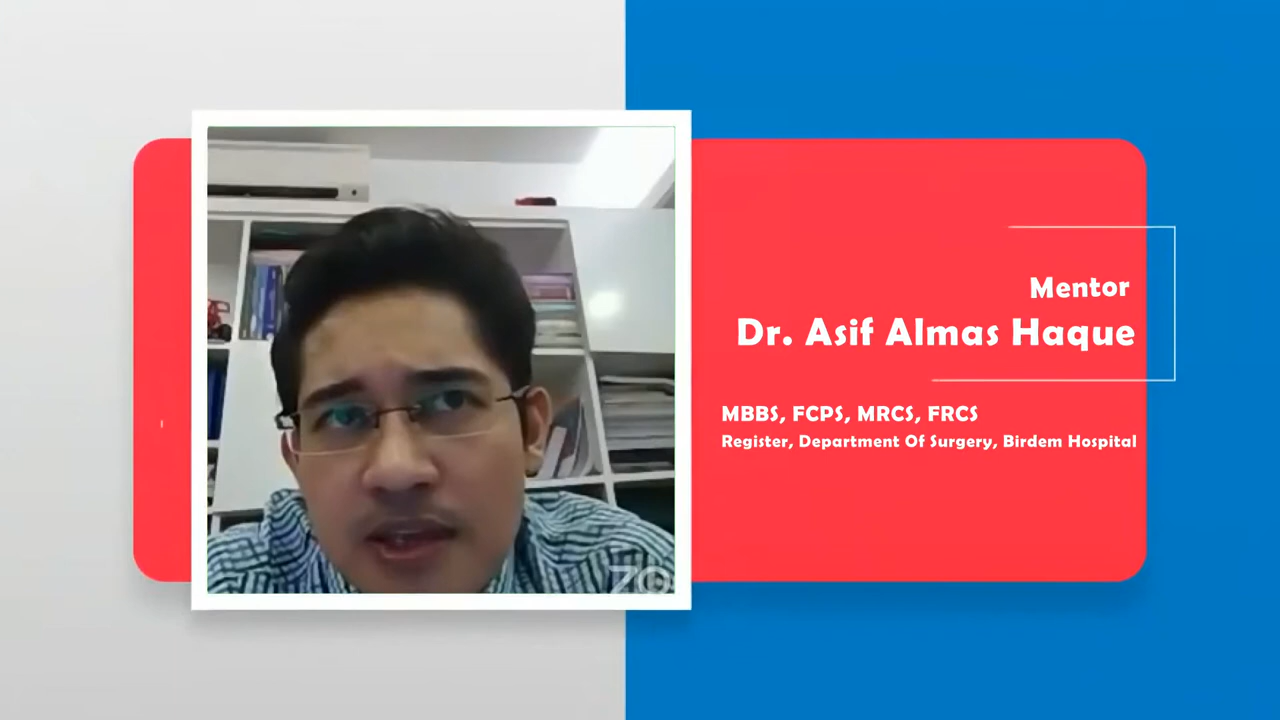 Mentor
Dr. Asif Almas Haque
MBBS, FCPS, MRCS, FRCS
Register, Department Of Surgery, Birdem Hospital